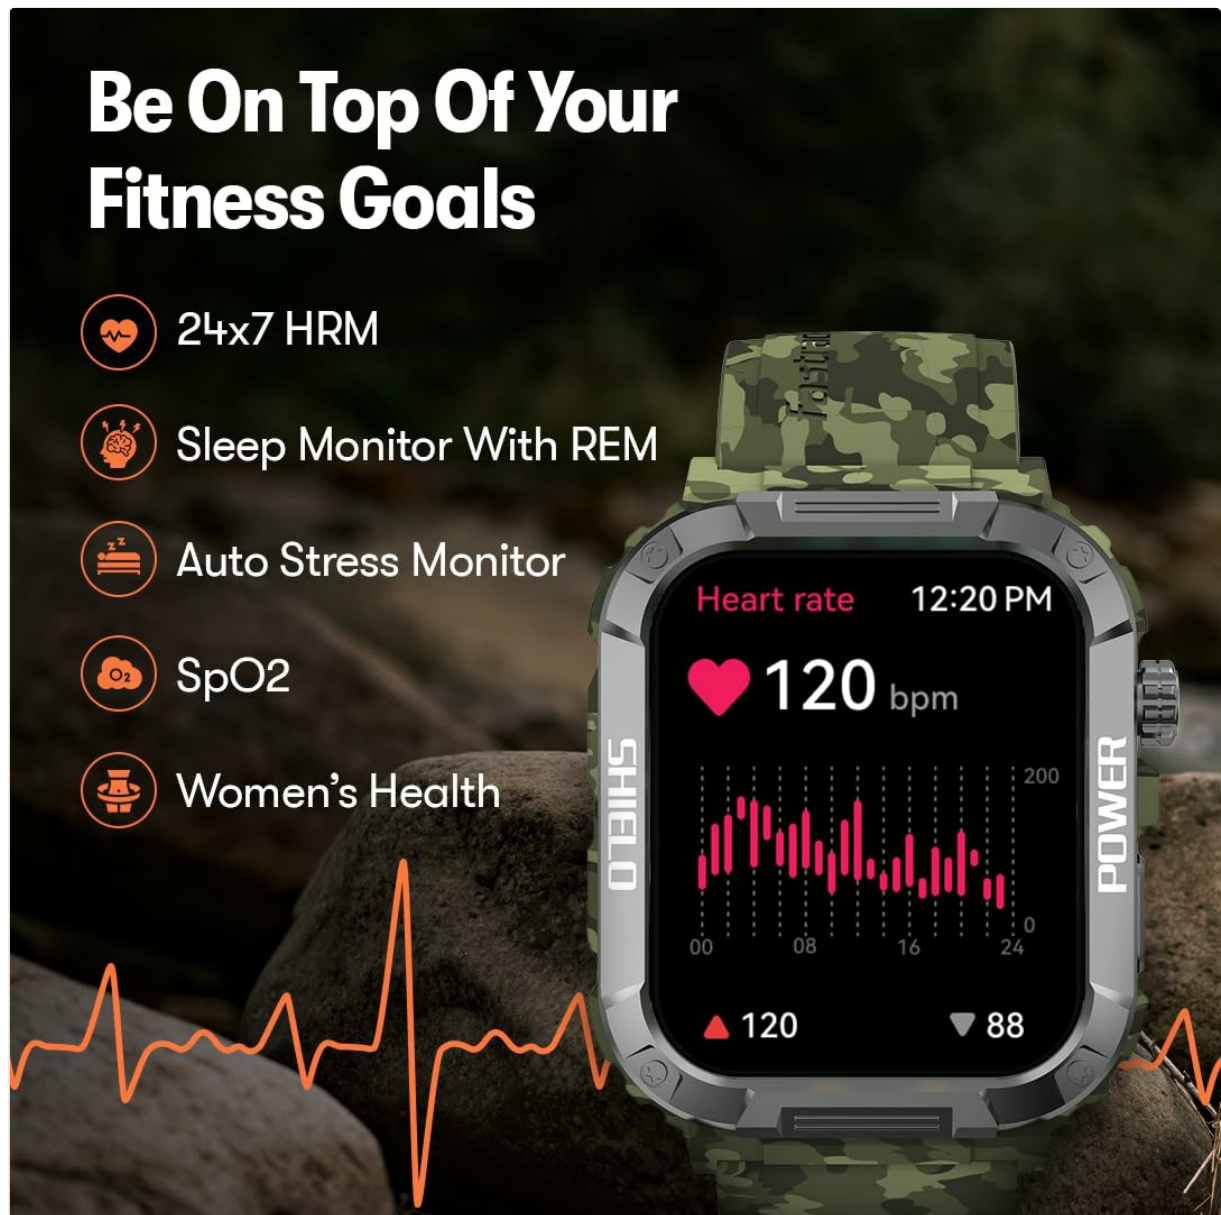 Be On Top Of Your
Fitness Goals
24x7 HRM
Sleep Monitor With REM
Auto Stress Monitor
O2
SpO2
Women's Health
Heart rate 12:20 PM
120 bpm
200
0
00 08 16 24
120 88
SHIELD
POWER